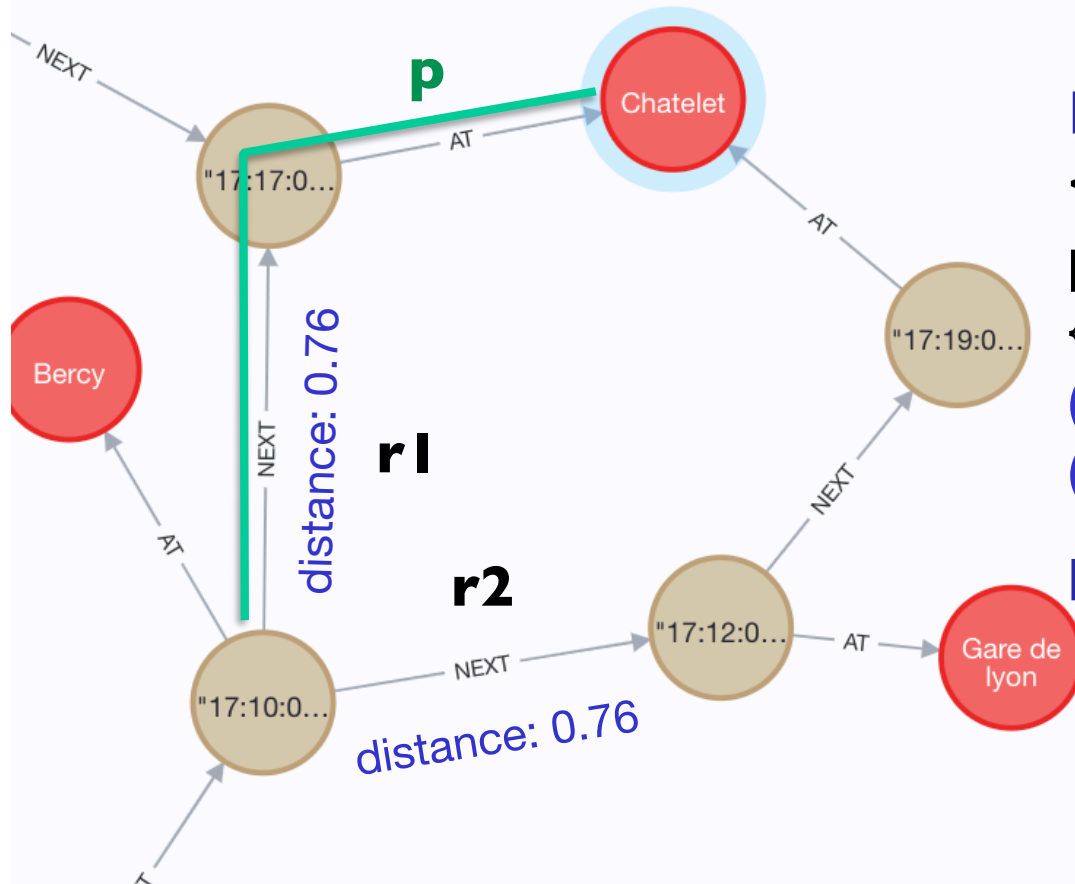 NEXT
p
Chatelet
AT
"17:17:0...
AT
"17:19:0...
Bercy
NEXT
distance: 0.76
r1
NEXT
AT
r2
"17:12:0...
AT
Gare de
lyon
NEXT
"17:10:0...
distance: 0.76